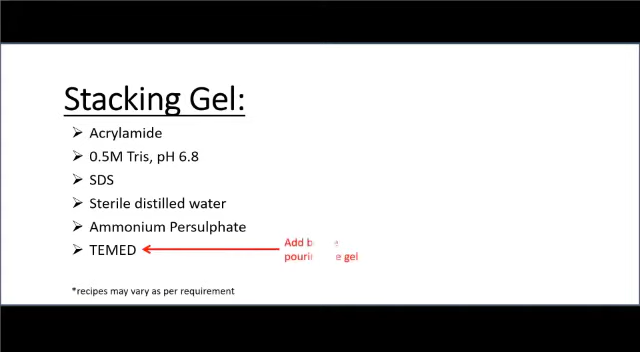 Stacking Gel:
➢ Acrylamide
➢ 0.5M Tris, pH 6.8
➢ SDS
➢ Sterile distilled water
➢ Ammonium Persulphate
➢ TEMED
Add
gel
*recipes may vary as per requirement